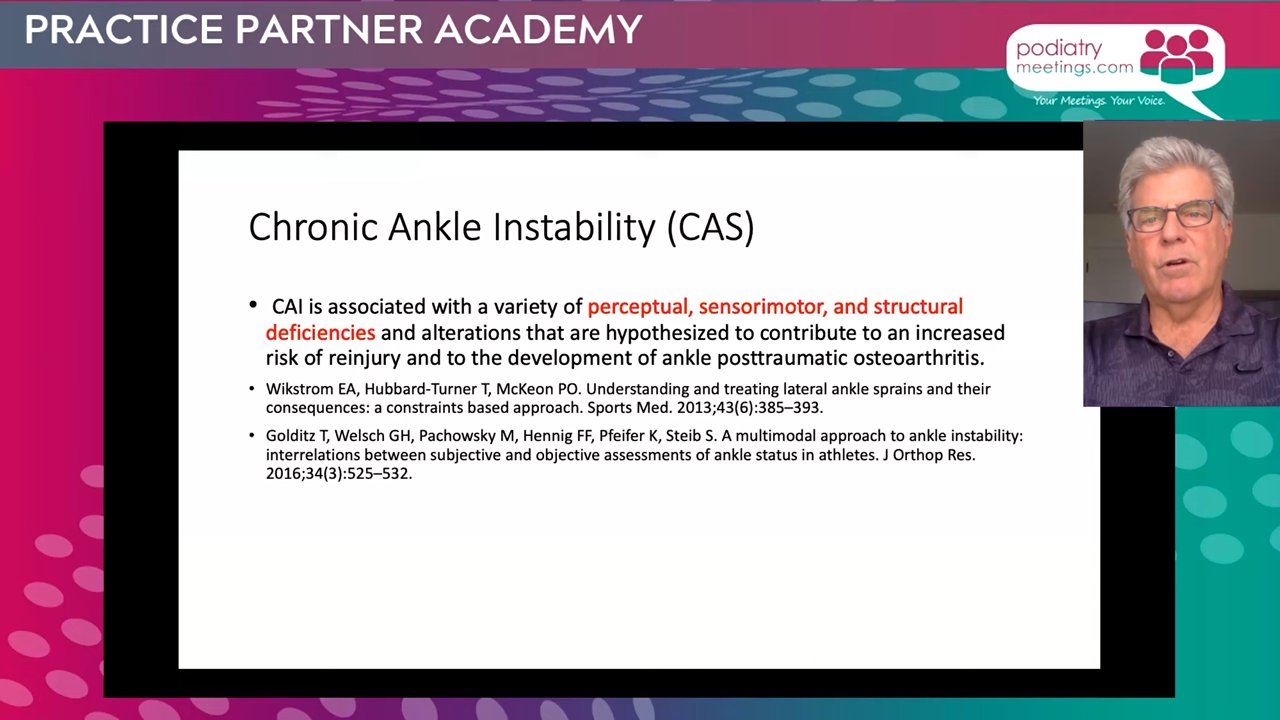 PRACTICE PARTNER ACADEMY
podiatry
meetings.com
Your Meetings. Your Voice.
Chronic Ankle Instability (CAS)
• CAI is associated with a variety of perceptual, sensorimotor, and structural
deficiencies and alterations that are hypothesized to contribute to an increased
risk of reinjury and to the development of ankle posttraumatic osteoarthritis.
• Wikstrom EA, Hubbard-Turner T, McKeon PO. Understanding and treating lateral ankle sprains and their
consequences: a constraints based approach. Sports Med. 2013;43(6):385–393.
• Golditz T, Welsch GH, Pachowsky M, Hennig FF, Pfeifer K, Steib S. A multimodal approach to ankle instability:
interrelations between subjective and objective assessments of ankle status in athletes. J Orthop Res.
2016;34(3):525–532.